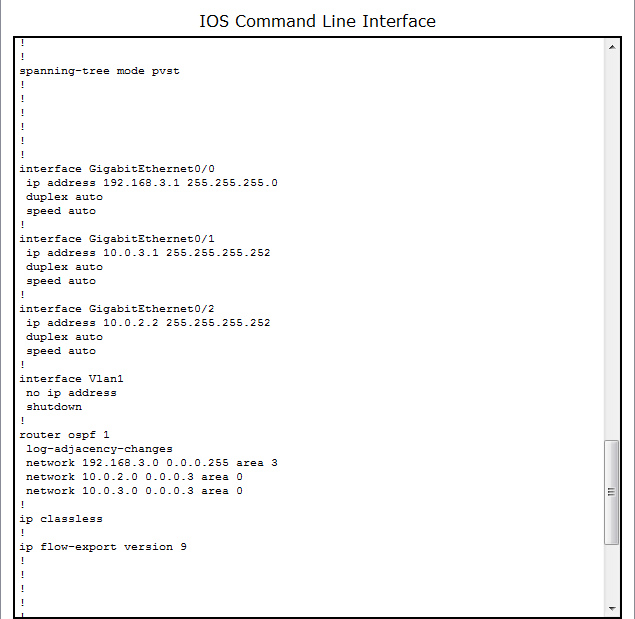 IOS Command Line Interface
!
!
spanning-tree mode pvst
!
!
!
!
!
!
interface GigabitEthernet0/0
 ip address 192.168.3.1 255.255.255.0
 duplex auto
 speed auto
!
interface GigabitEthernet0/1
 ip address 10.0.3.1 255.255.255.252
 duplex auto
 speed auto
!
interface GigabitEthernet0/2
 ip address 10.0.2.2 255.255.255.252
 duplex auto
 speed auto
!
interface Vlan1
 no ip address
 shutdown
!
router ospf 1
 log-adjacency-changes
 network 192.168.3.0 0.0.0.255 area 3
 network 10.0.2.0 0.0.0.3 area 0
 network 10.0.3.0 0.0.0.3 area 0
!
ip classless
!
ip flow-export version 9
!
!
!
!
!